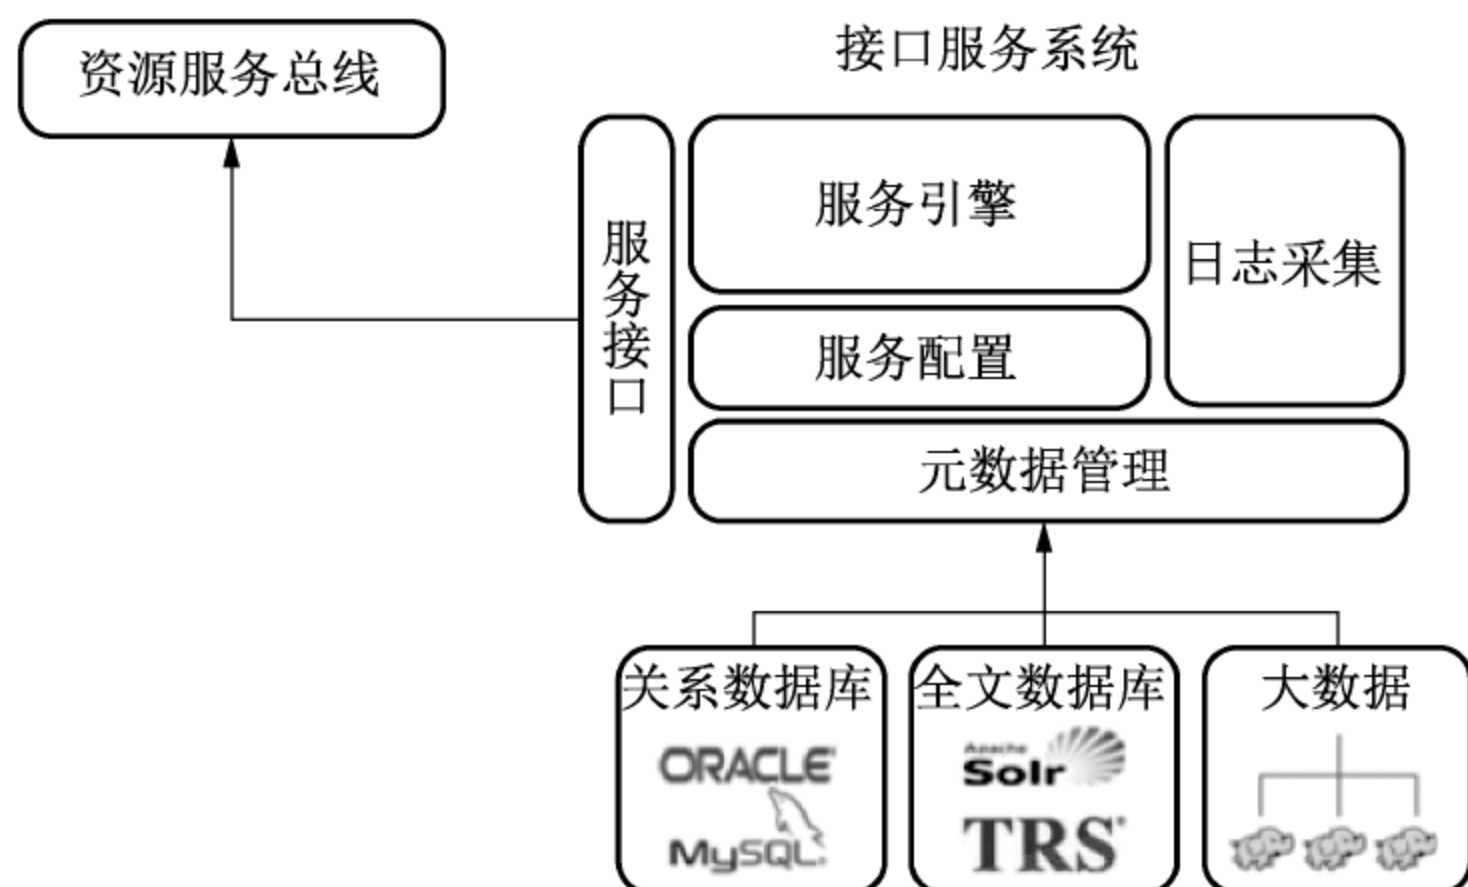 资源服务总线
接口服务系统
服务接口
服务引擎
日志采集
服务配置
元数据管理
关系数据库
全文数据库
大数据
ORACLE
MySQL
Apache
Solr
TRS